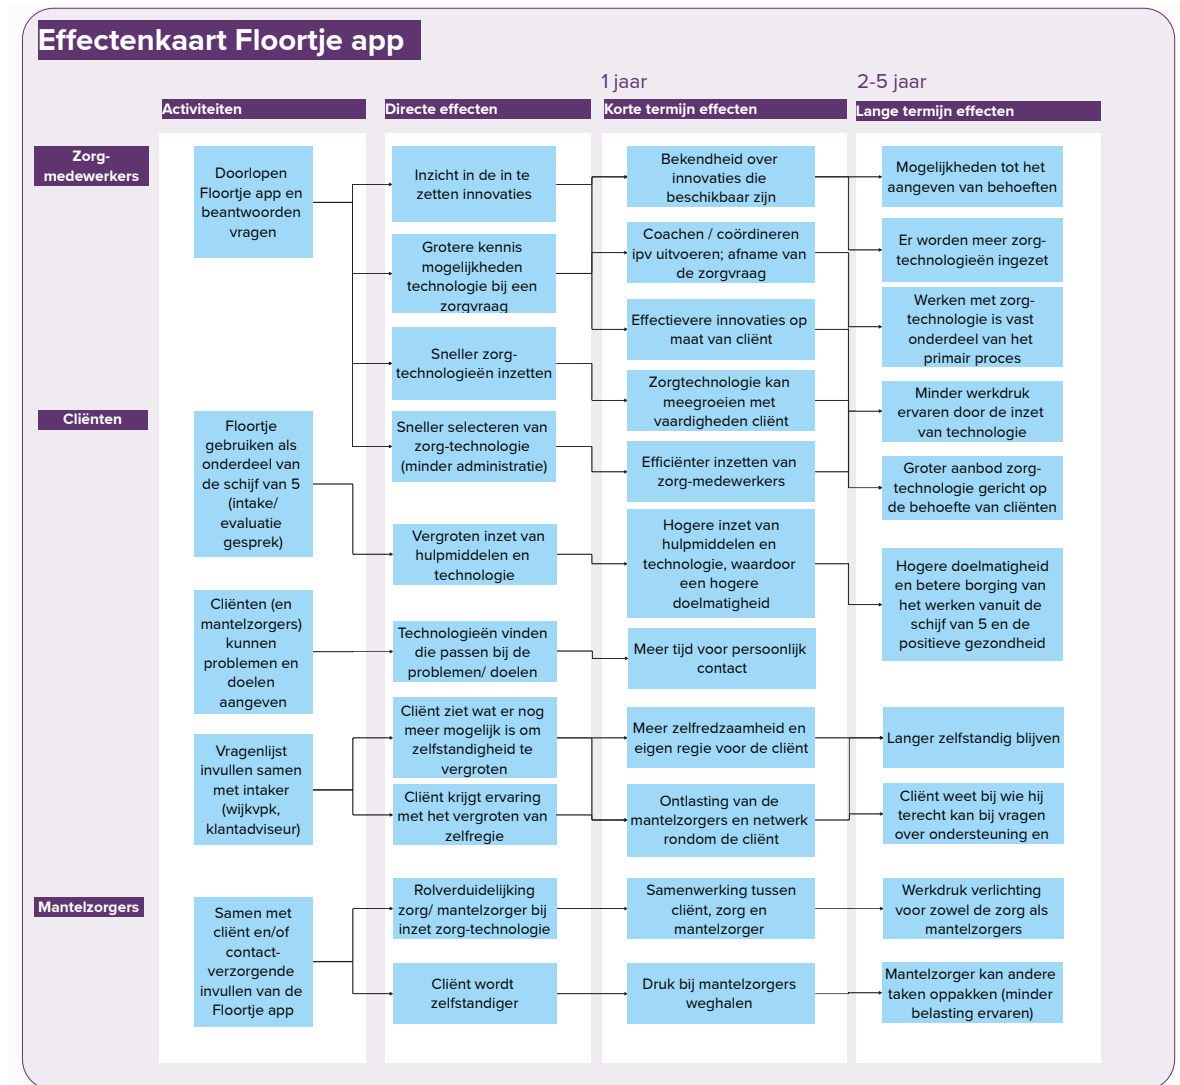 Effectenkaart Floortje app
1 jaar
2-5 jaar
Activiteiten
Directe effecten
Korte termijn effecten
Lange termijn effecten
Zorg-
medewerkers
Doorlopen
Floortje app en
beantwoorden
vragen
Inzicht in de in te
zetten innovaties
Grotere kennis
mogelijkheden
technologie bij een
zorgvraag
Sneller zorg-
technologieën inzetten
Sneller selecteren van
zorg-technologie
(minder administratie)
Bekendheid over
innovaties die
beschikbaar zijn
Coachen / coördineren
ipv uitvoeren; afname van
de zorgvraag
Effectievere innovaties op
maat van cliënt
Zorgtechnologie kan
meegroeien met
vaardigheden cliënt
Efficiënter inzetten van
zorg-medewerkers
Mogelijkheden tot het
aangeven van behoeften
Er worden meer zorg-
technologieën ingezet
Werken met zorg-
technologie is vast
onderdeel van het
primair proces
Minder werkdruk
ervaren door de inzet
van technologie
Groter aanbod zorg-
technologie gericht op
de behoefte van cliënten
Cliënten
Floortje
gebruiken als
onderdeel van
de schijf van 5
(intake/
evaluatie
gesprek)
Vergroten inzet van
hulpmiddelen en
technologie
Hogere inzet van
hulpmiddelen en
technologie, waardoor
een hogere
doelmatigheid
Hogere doelmatigheid
en betere borging van
het werken vanuit de
schijf van 5 en de
positieve gezondheid
Cliënten (en
mantelzorgers)
kunnen
problemen en
doelen
aangeven
Technologieën vinden
die passen bij de
problemen/ doelen
Meer tijd voor persoonlijk
contact
Vragenlijst
invullen samen
met intaker
(wijkvpk,
klantadviseur)
Cliënt ziet wat er nog
meer mogelijk is om
zelfstandigheid te
vergroten
Cliënt krijgt ervaring
met het vergroten van
zelfregie
Meer zelfredzaamheid en
eigen regie voor de cliënt
Ontlasting van de
mantelzorgers en netwerk
rondom de cliënt
Langer zelfstandig blijven
Cliënt weet bij wie hij
terecht kan bij vragen
over ondersteuning en
Mantelzorgers
Samen met
cliënt en/of
contact-
verzorgende
invullen van de
Floortje app
Rolverduidelijking
zorg/ mantelzorger bij
inzet zorg-technologie
Cliënt wordt
zelfstandiger
Samenwerking tussen
cliënt, zorg en
mantelzorger
Druk bij mantelzorgers
weghalen
Werkdruk verlichting
voor zowel de zorg als
mantelzorgers
Mantelzorger kan andere
taken oppakken (minder
belasting ervaren)